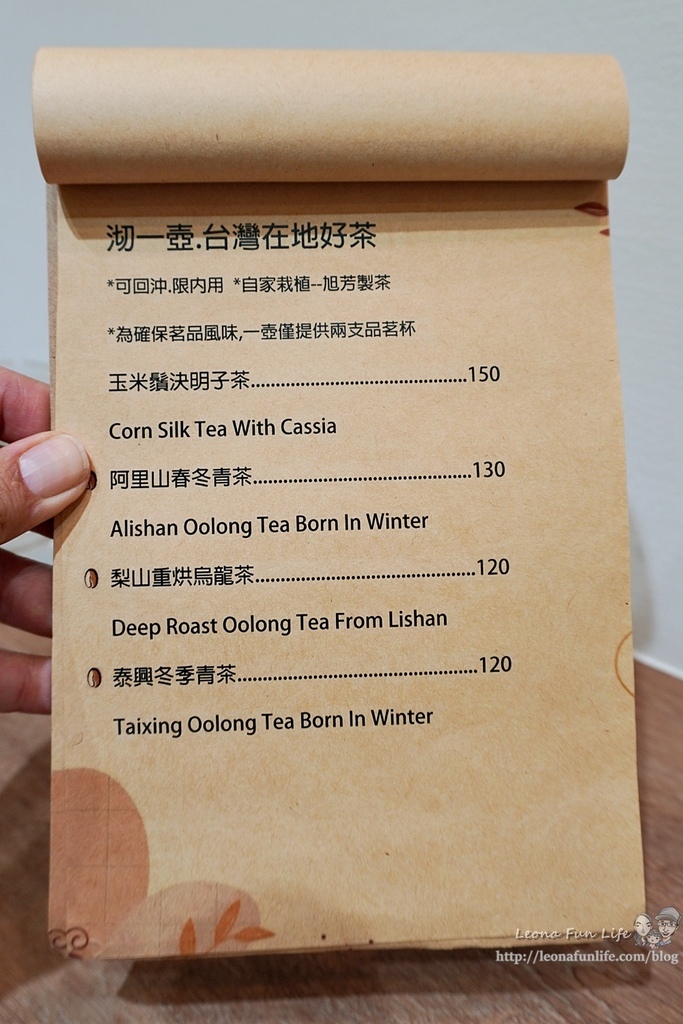 沏一壺.台灣在地好茶
*可回沖.限內用 *自家栽植--旭芳製茶
*為確保茗品風味,一壺僅提供兩支品茗杯
玉米鬚決明子茶..................................................150
Corn Silk Tea With Cassia
阿里山春冬青茶..................................................130
Alishan Oolong Tea Born In Winter
梨山重烘烏龍茶..................................................120
Deep Roast Oolong Tea From Lishan
泰興冬季青茶......................................................120
Taixing Oolong Tea Born In Winter
Leona Fun Life
http://leonafunlife.com/blog